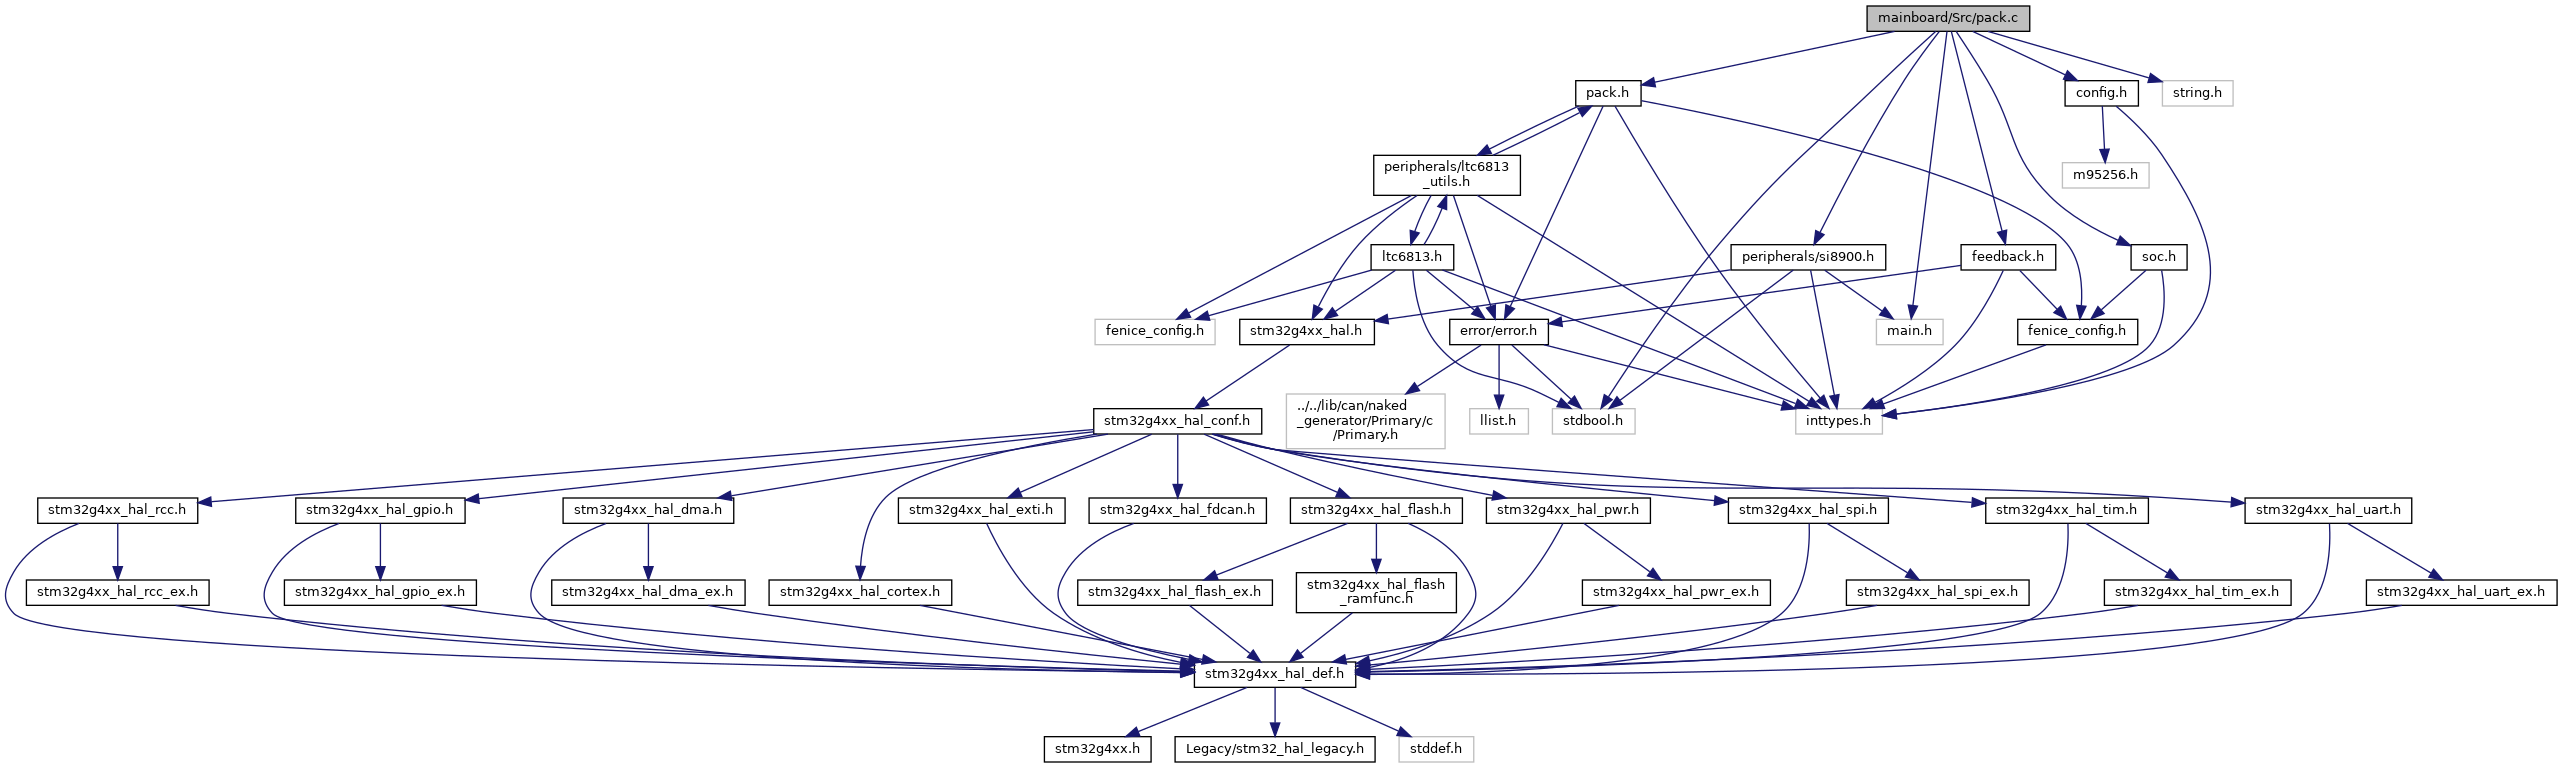 mainboard/Src/pack.c
pack.h
config.h
string.h
peripherals/ltc6813
_utils.h
m95256.h
ltc6813.h
peripherals/si8900.h
feedback.h
soc.h
fenice_config.h
stm32g4xx_hal.h
error/error.h
main.h
fenice_config.h
../../lib/can/naked
_generator/Primary/c
/Primary.h
llist.h
stdbool.h
inttypes.h
stm32g4xx_hal_conf.h
stm32g4xx_hal_rcc.h
stm32g4xx_hal_gpio.h
stm32g4xx_hal_dma.h
stm32g4xx_hal_exti.h
stm32g4xx_hal_fdcan.h
stm32g4xx_hal_flash.h
stm32g4xx_hal_pwr.h
stm32g4xx_hal_spi.h
stm32g4xx_hal_tim.h
stm32g4xx_hal_uart.h
stm32g4xx_hal_rcc_ex.h
stm32g4xx_hal_gpio_ex.h
stm32g4xx_hal_dma_ex.h
stm32g4xx_hal_cortex.h
stm32g4xx_hal_flash_ex.h
stm32g4xx_hal_flash
_ramfunc.h
stm32g4xx_hal_pwr_ex.h
stm32g4xx_hal_spi_ex.h
stm32g4xx_hal_tim_ex.h
stm32g4xx_hal_uart_ex.h
stm32g4xx_hal_def.h
stm32g4xx.h
Legacy/stm32_hal_legacy.h
stddef.h